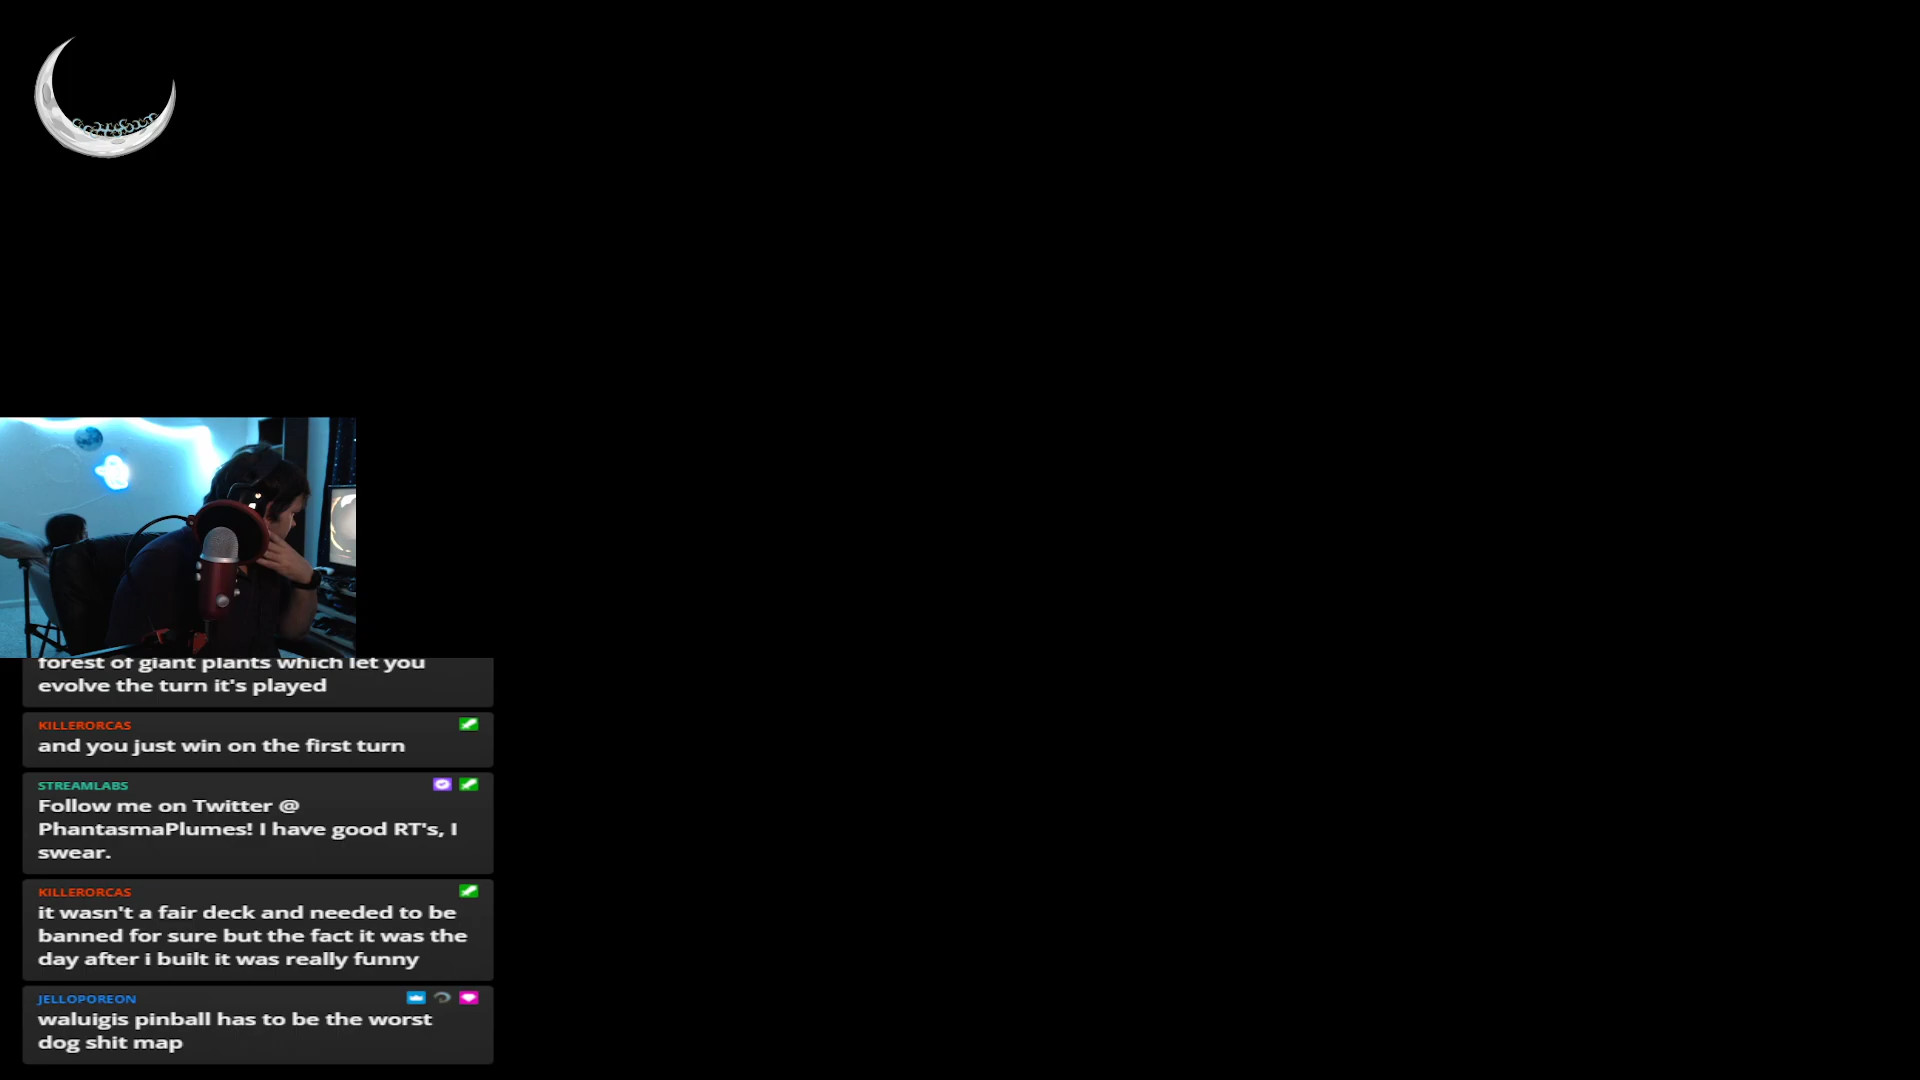 forest of giant plants which let you
evolve the turn it's played
KILLERORCAS
and you just win on the first turn
STREAMLABS
Follow me on Twitter @
PhantasmaPlumes! I have good RT's, I
swear.
KILLERORCAS
it wasn't a fair deck and needed to be
banned for sure but the fact it was the
day after i built it was really funny
JELLOPOREON
waluigis pinball has to be the worst
dog shit map